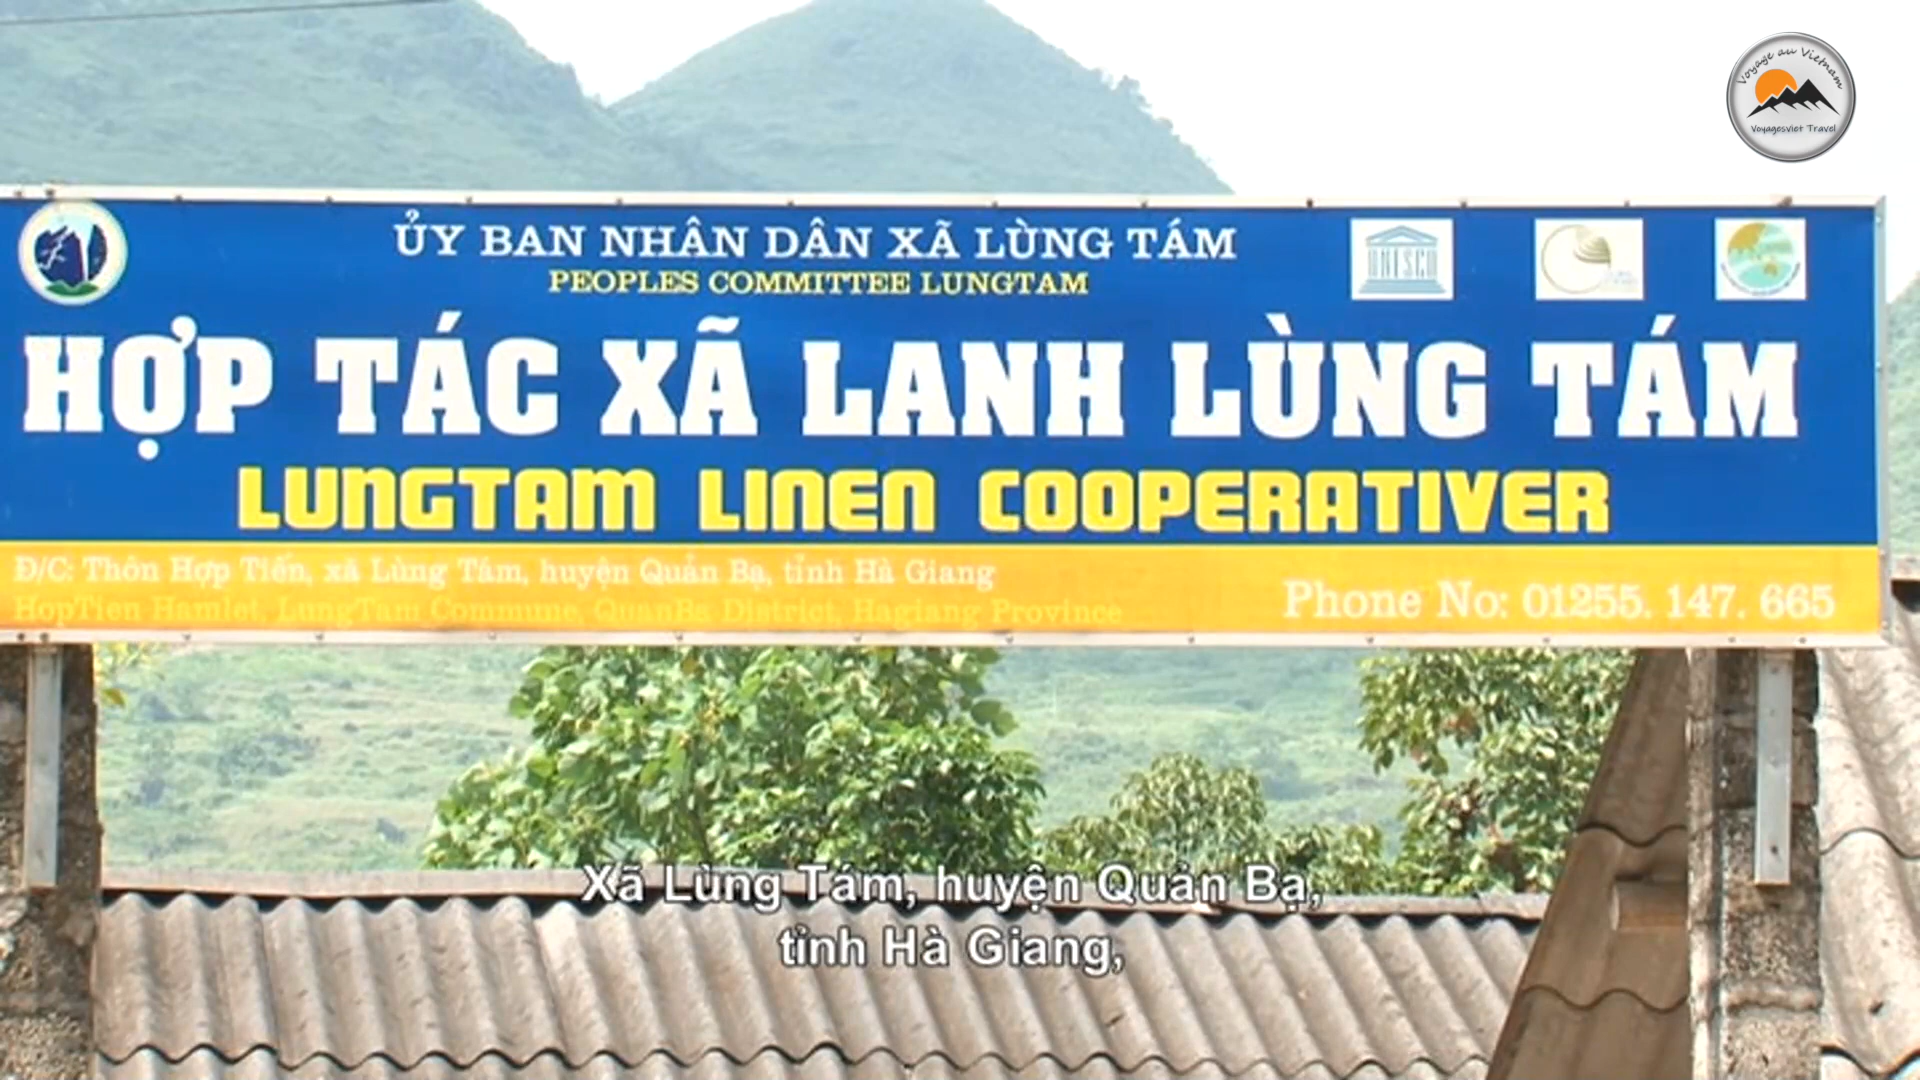 Voyage au Vietnam
Voyagesviet Travel
ỦY BAN NHÂN DÂN XÃ LÙNG TÁM
PEOPLES COMMITTEE LUNGTAM
UNESCO
HỢP TÁC XÃ LANH LÙNG TÁM
LUNGTAM LINEN COOPERATIVER
Đ/C: Thôn Hợp Tiến, xã Lùng Tám, huyện Quản Bạ, tỉnh Hà Giang
HopTien Hamlet, LungTam Commune, QuanBa District, Hagiang Province
Phone No: 01255. 147. 665
Xã Lùng Tám, huyện Quản Bạ,
tỉnh Hà Giang,